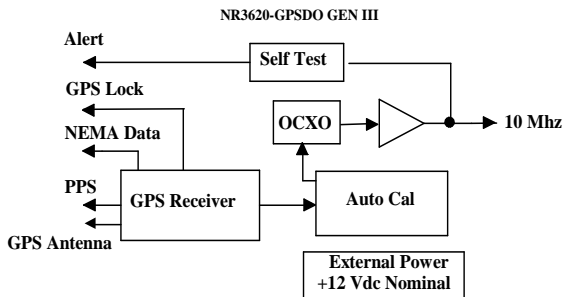 NR3620-GPSDO GEN III
Alert
Self Test
GPS Lock
NEMA Data
OCXO
10 Mhz
PPS
GPS Receiver
Auto Cal
GPS Antenna
External Power
+12 Vdc Nominal